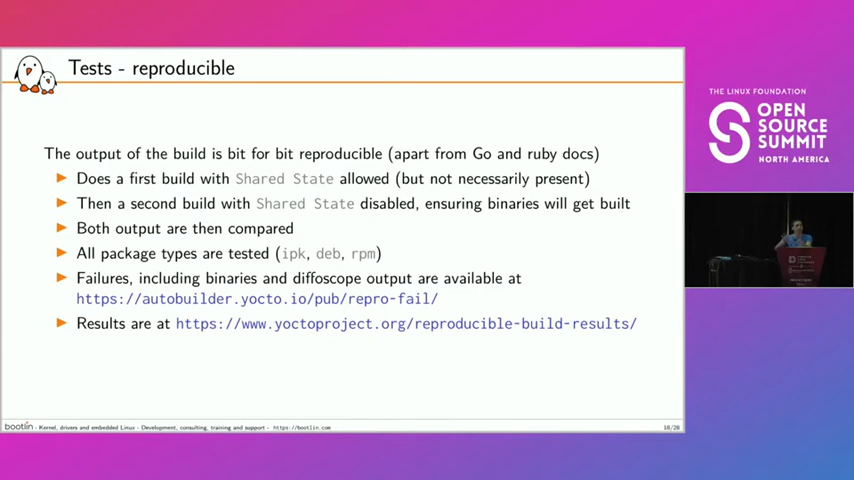 Tests - reproducible
The output of the build is bit for bit reproducible (apart from Go and ruby docs)
Does a first build with Shared State allowed (but not necessarily present)
Then a second build with Shared State disabled, ensuring binaries will get built
Both output are then compared
All package types are tested (ipk, deb, rpm)
Failures, including binaries and diffoscope output are available at
https://autobuilder.yocto.io/pub/repro-fail/
Results are at https://www.yoctoproject.org/reproducible-build-results/
bootlin - Kernel, drivers and embedded Linux - Development, consulting, training and support - https://bootlin.com
18/28
THE LINUX FOUNDATION
OPEN
SOURCE
SUMMIT
NORTH AMERICA